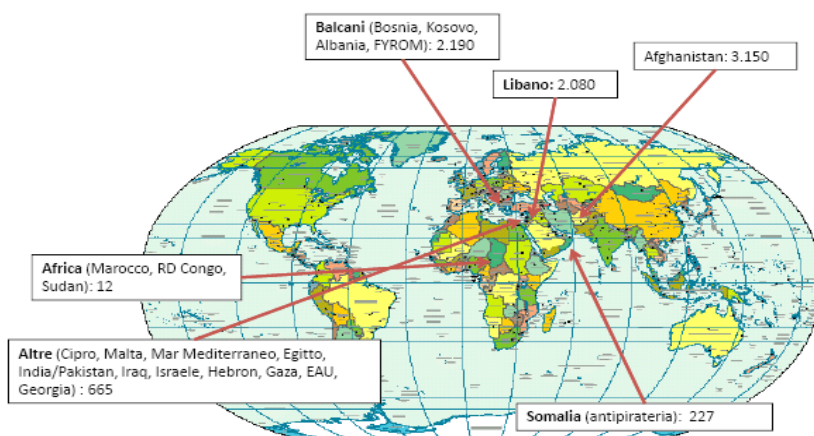 Balcani (Bosnia, Kosovo,
Albania, FYROM): 2.190
Afghanistan: 3.150
Libano: 2.080
Africa (Marocco, RD Congo,
Sudan): 12
Altre (Cipro, Malta, Mar Mediterraneo, Egitto,
India/Pakistan, Iraq, Israele, Hebron, Gaza, EAU,
Georgia) : 665
Somalia (antipirateria): 227